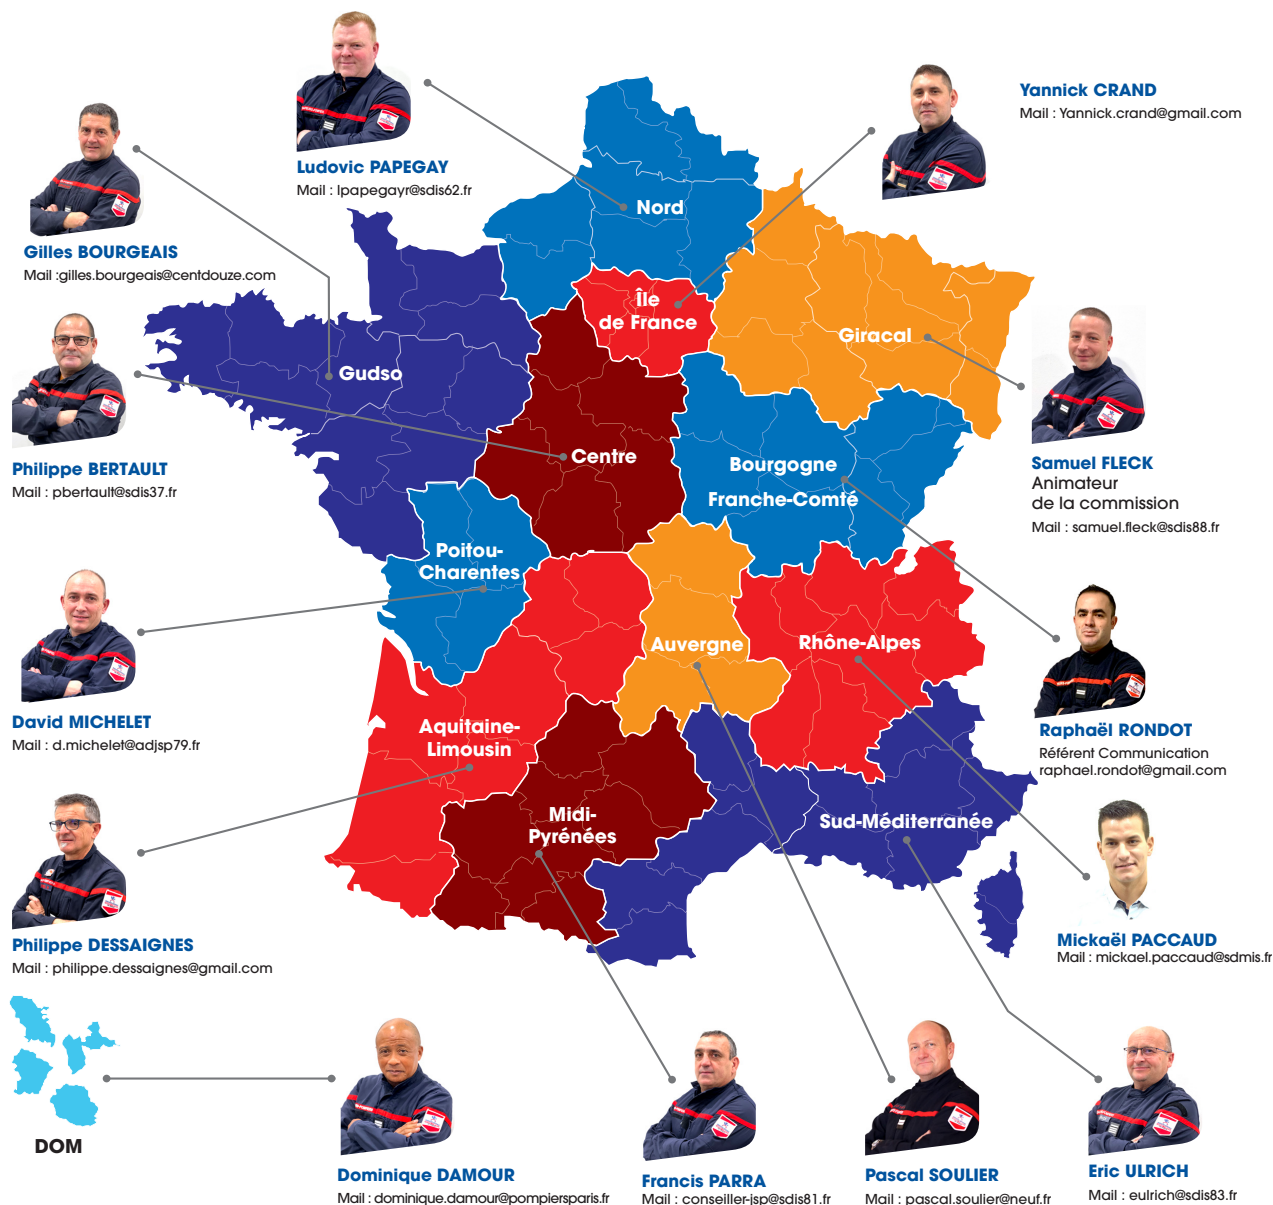 Yannick CRAND
Mail : Yannick.crand@gmail.com
Ludovic PAPEGAY
Mail : lpapegayr@sdis62.fr
Gilles BOURGEAIS
Mail :gilles.bourgeais@centdouze.com
Nord
Île
de France
Giracal
Gudso
Philippe BERTAULT
Mail : pbertault@sdis37.fr
Centre
Bourgogne
Franche-Comté
Samuel FLECK
Animateur
de la commission
Mail : samuel.fleck@sdis88.fr
Poitou-
Charentes
David MICHELET
Mail : d.michelet@adjsp79.fr
Auvergne
Rhône-Alpes
Raphaël RONDOT
Référent Communication
raphael.rondot@gmail.com
Aquitaine-
Limousin
Midi-
Pyrénées
Sud-Méditerranée
Philippe DESSAIGNES
Mail : philippe.dessaignes@gmail.com
Mickaël PACCAUD
Mail : mickael.paccaud@sdmis.fr
DOM
Dominique DAMOUR
Mail : dominique.damour@pompiersparis.fr
Francis PARRA
Mail : conseiller-jsp@sdis81.fr
Pascal SOULIER
Mail : pascal.soulier@neuf.fr
Eric ULRICH
Mail : eulrich@sdis83.fr